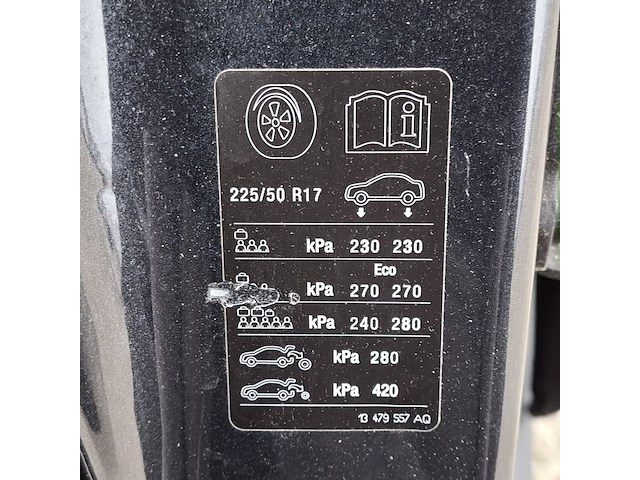 i
225/50 R17
kPa 230 230
Eco
kPa 270 270
kPa 240 280
kPa 280
kPa 420
13 479 557 AQ